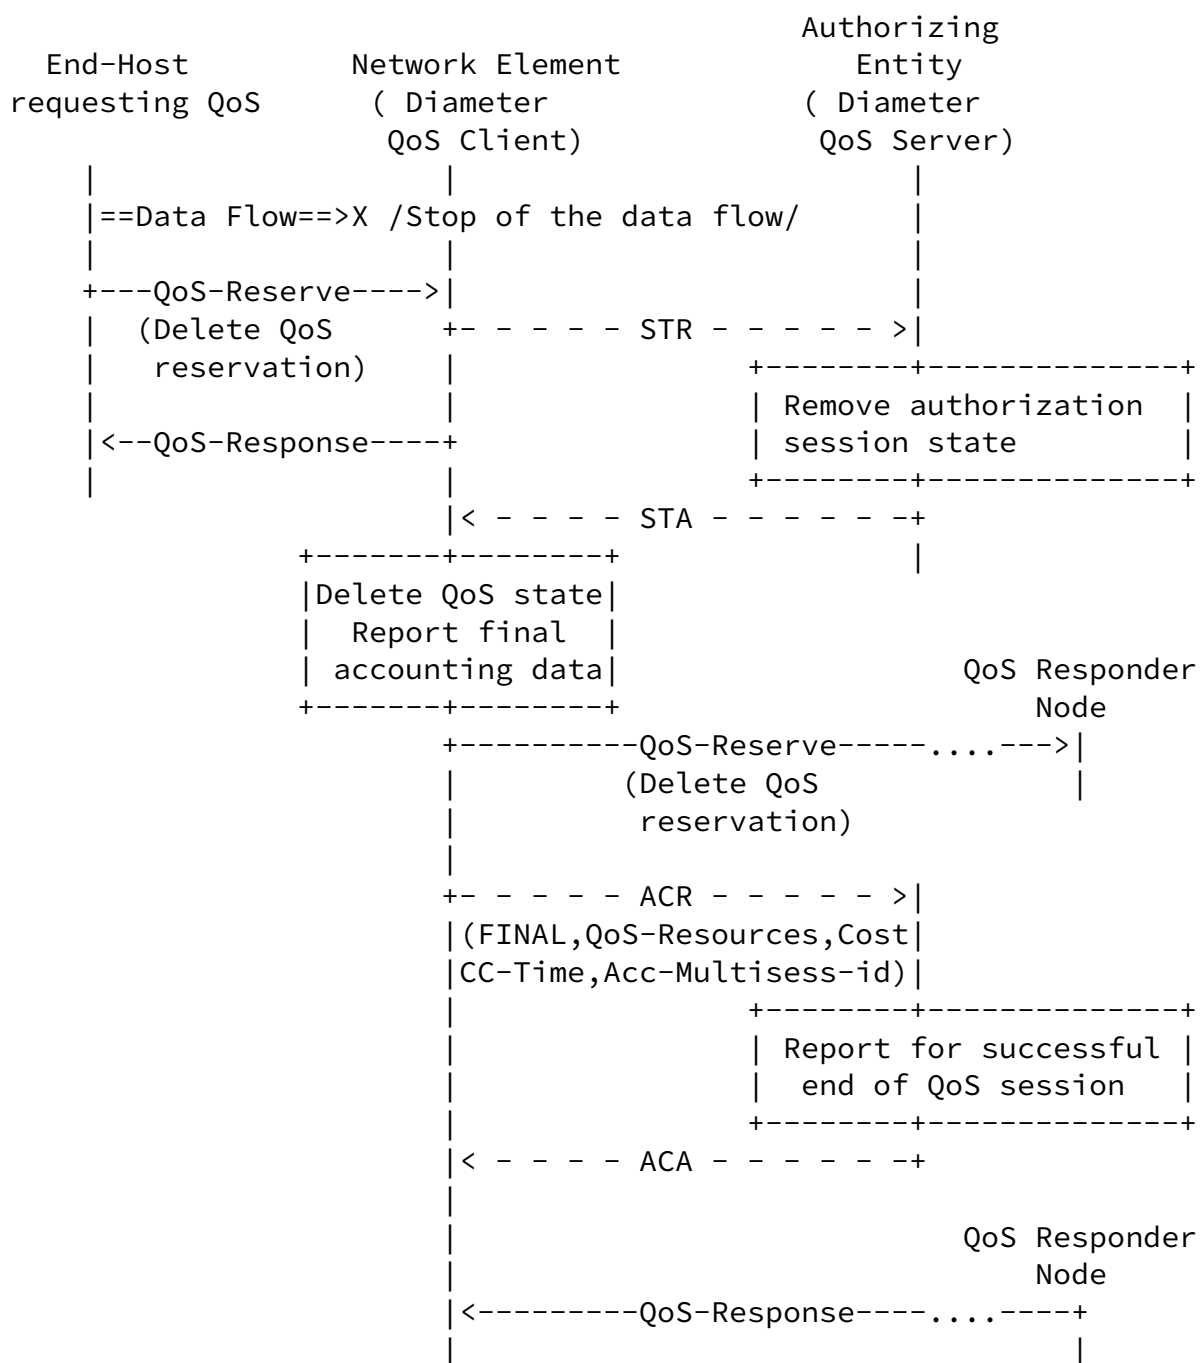 Authorizing
End-Host Network Element Entity
requesting QoS ( Diameter ( Diameter
QoS Client) QoS Server)
| | |
|==Data Flow==>X /Stop of the data flow/ |
| | |
+---QoS-Reserve---->| |
| (Delete QoS +- - - - - STR - - - - - >|
| reservation) | +--------+--------------+
| | | Remove authorization |
|<--QoS-Response----+ | session state |
| | +--------+--------------+
|< - - - - STA - - - - - -+
+-------+--------+ |
|Delete QoS state|
| Report final |
| accounting data| QoS Responder
+-------+--------+ Node
+----------QoS-Reserve-----....--->|
| (Delete QoS |
| reservation)
|
+- - - - - ACR - - - - - >|
|(FINAL,QoS-Resources,Cost|
|CC-Time,Acc-Multisess-id)|
| +--------+--------------+
| | Report for successful |
| | end of QoS session |
| +--------+--------------+
|< - - - - ACA - - - - - -+
|
| QoS Responder
| Node
|<---------QoS-Response----....----+
| |